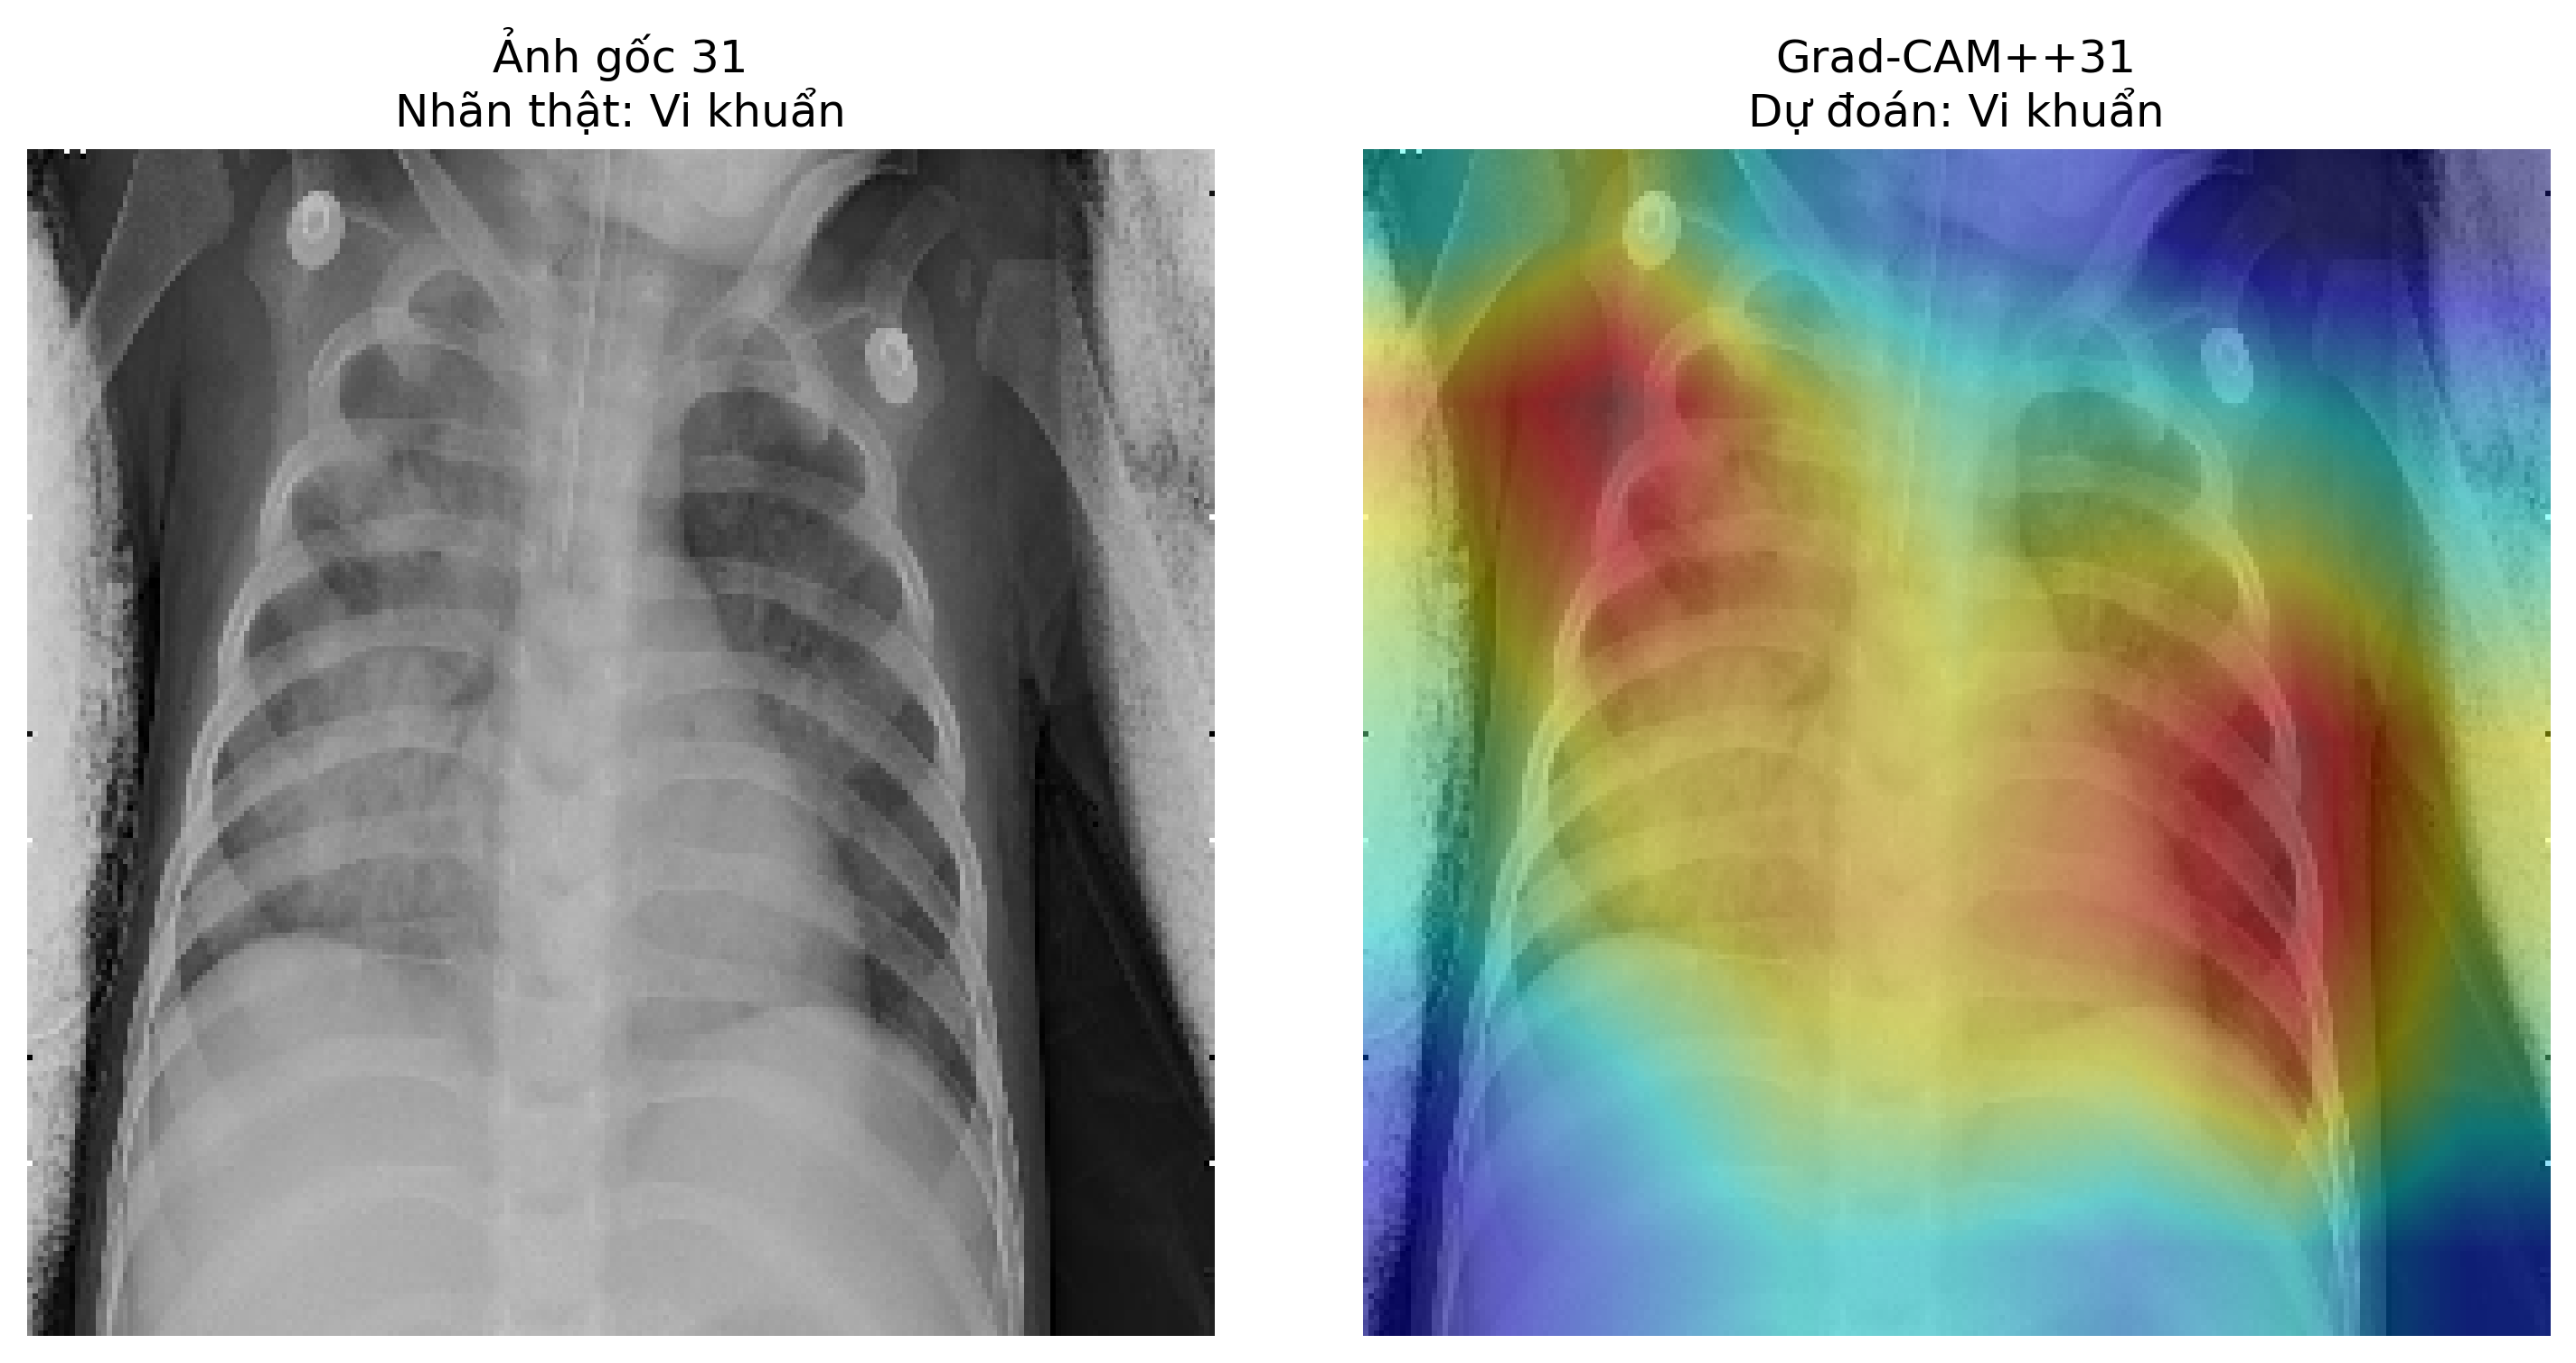 Ảnh gốc 31
Nhãn thật: Vi khuẩn
Grad-CAM++31
Dự đoán: Vi khuẩn